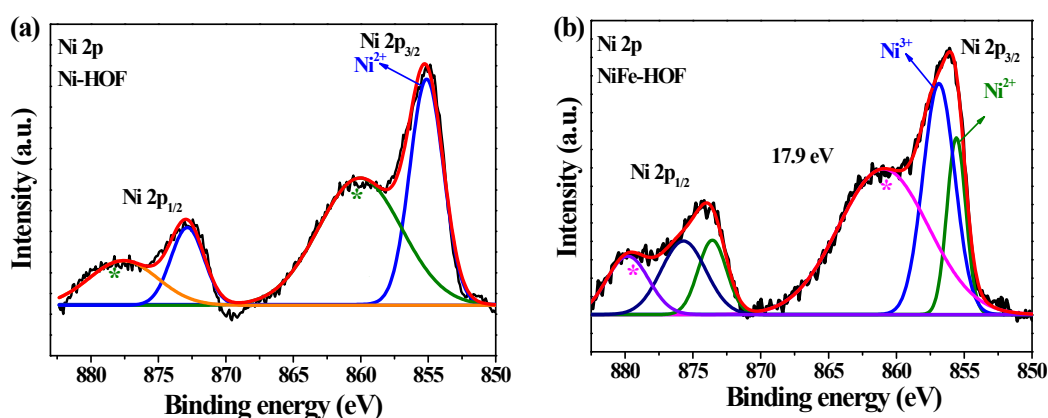 (a)
Ni 2p
Ni-HOF
Ni 2p3/2
Ni2+
Ni 2p1/2
*
*
Intensity (a.u.)
880 875 870 865 860 855 850
Binding energy (eV)
(b)
Ni 2p
NiFe-HOF
Ni3+
Ni 2p3/2
Ni2+
17.9 eV
Ni 2p1/2
*
*
Intensity (a.u.)
880 875 870 865 860 855 850
Binding energy (eV)